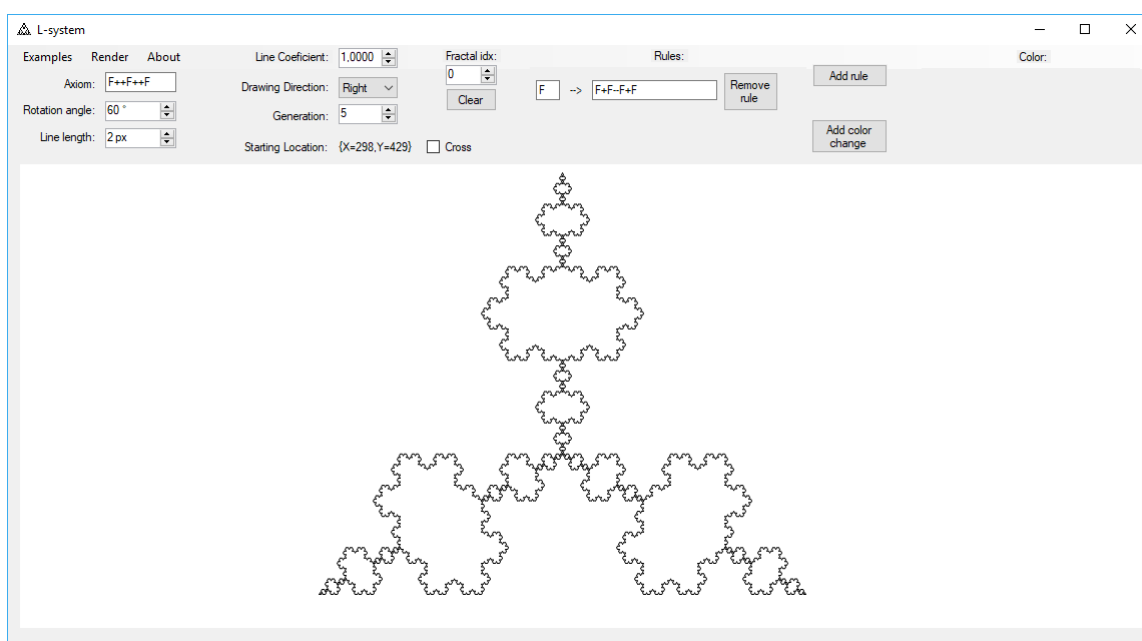 L-system
Examples Render About
Line Coeficient: 1,0000
Fractal idx:
Rules:
Color:
Axiom: F++F++F
Drawing Direction: Right
0
F --> F+F--F+F
Remove
rule
Add rule
Rotation angle: 60 °
Generation: 5
Clear
Line length: 2 px
Starting Location: {X=298,Y=429}
Cross
Add color
change